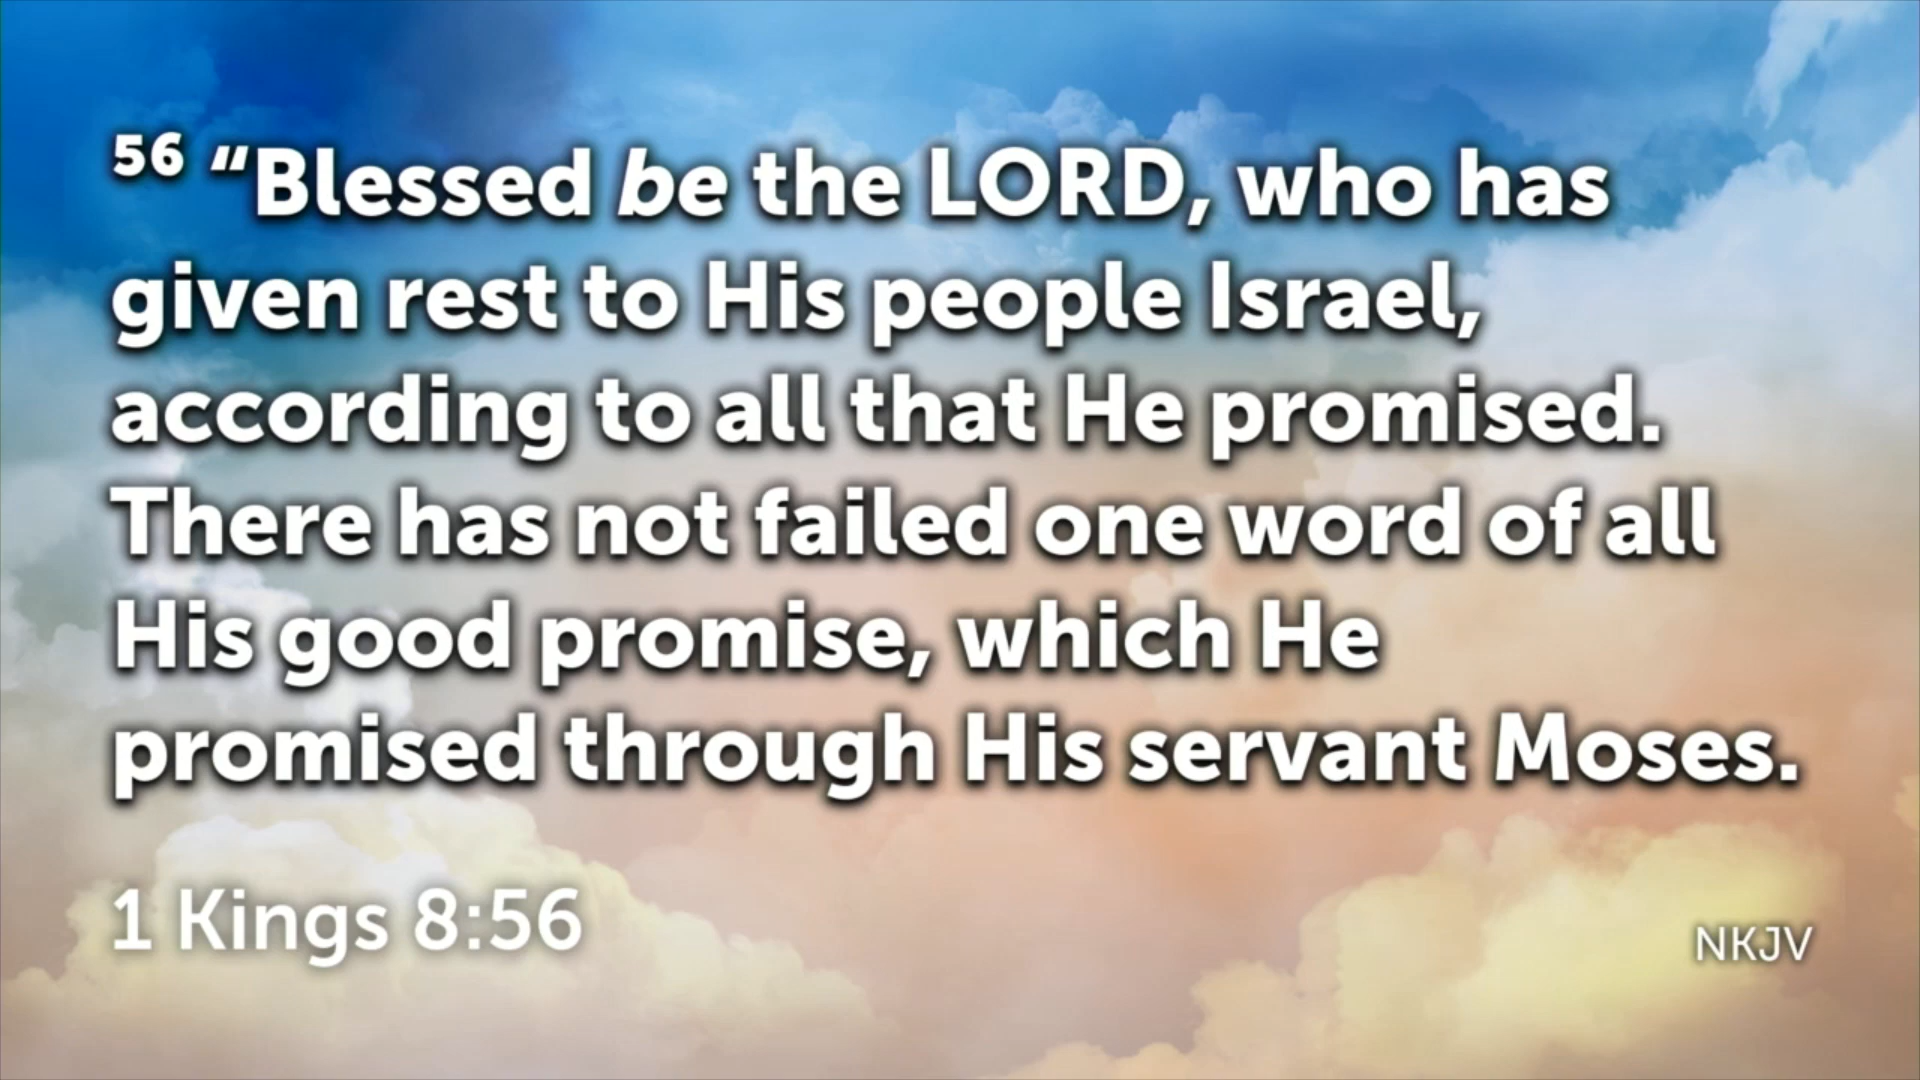 56 “Blessed be the LORD, who has
given rest to His people Israel,
according to all that He promised.
There has not failed one word of all
His good promise, which He
promised through His servant Moses.
1 Kings 8:56
NKJV